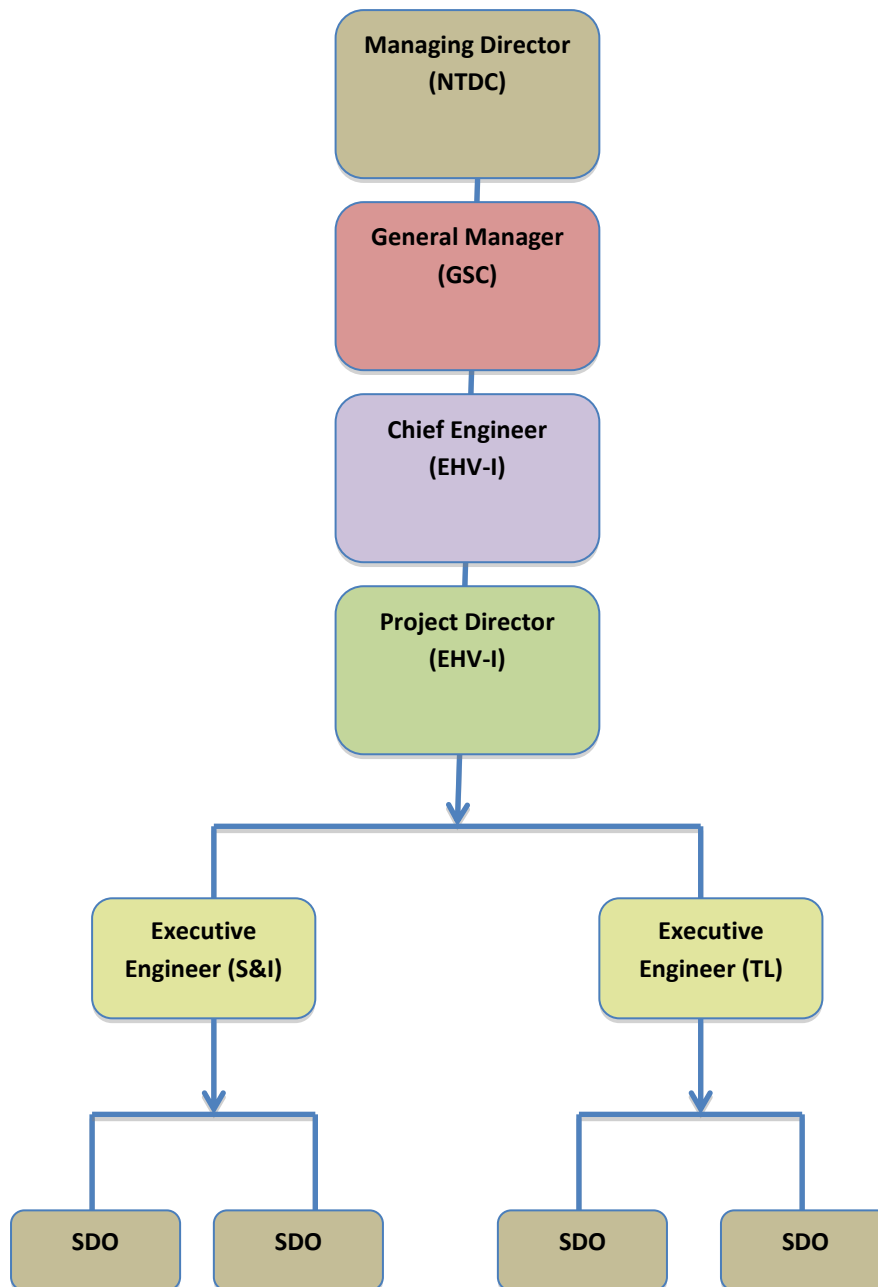 Managing Director
(NTDC)
General Manager
(GSC)
Chief Engineer
(EHV-I)
Project Director
(EHV-I)
Executive
Engineer (S&I)
Executive
Engineer (TL)
SDO
SDO
SDO
SDO